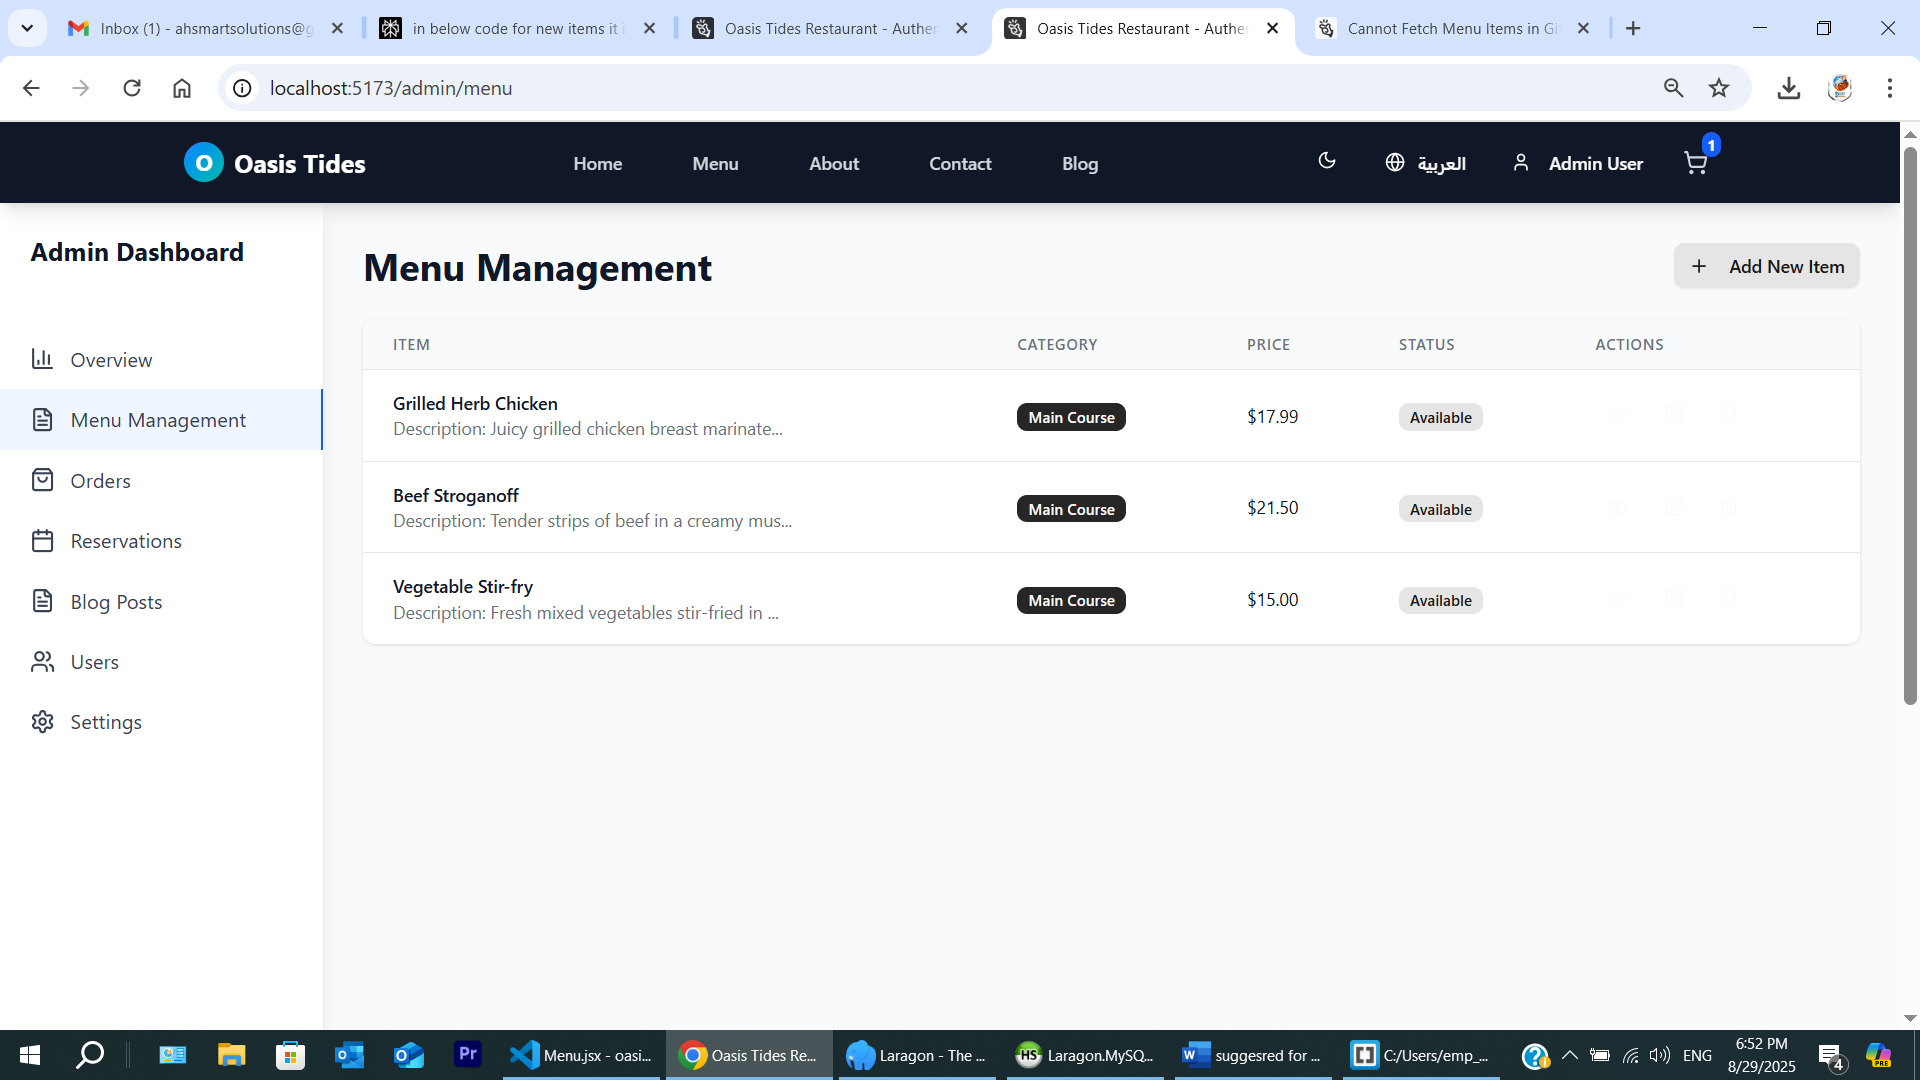 Inbox (1) - ahsmartsolutions@g
in below code for new items it i
Oasis Tides Restaurant - Auther
Oasis Tides Restaurant - Auther
Cannot Fetch Menu Items in Gi
localhost:5173/admin/menu
O Oasis Tides
Home
Menu
About
Contact
Blog
العربية
Admin User
1
Admin Dashboard
Overview
Menu Management
Orders
Reservations
Blog Posts
Users
Settings
Menu Management
+ Add New Item
ITEM CATEGORY PRICE STATUS ACTIONS
Grilled Herb Chicken
Description: Juicy grilled chicken breast marinate...
Main Course $17.99 Available
Beef Stroganoff
Description: Tender strips of beef in a creamy mus...
Main Course $21.50 Available
Vegetable Stir-fry
Description: Fresh mixed vegetables stir-fried in ...
Main Course $15.00 Available
Pr
Menu.jsx - oasi...
Oasis Tides Re...
Laragon - The ...
HS Laragon.MySQ...
suggesred for ...
C:/Users/emp_...
ENG
6:52 PM
8/29/2025
4
PRE